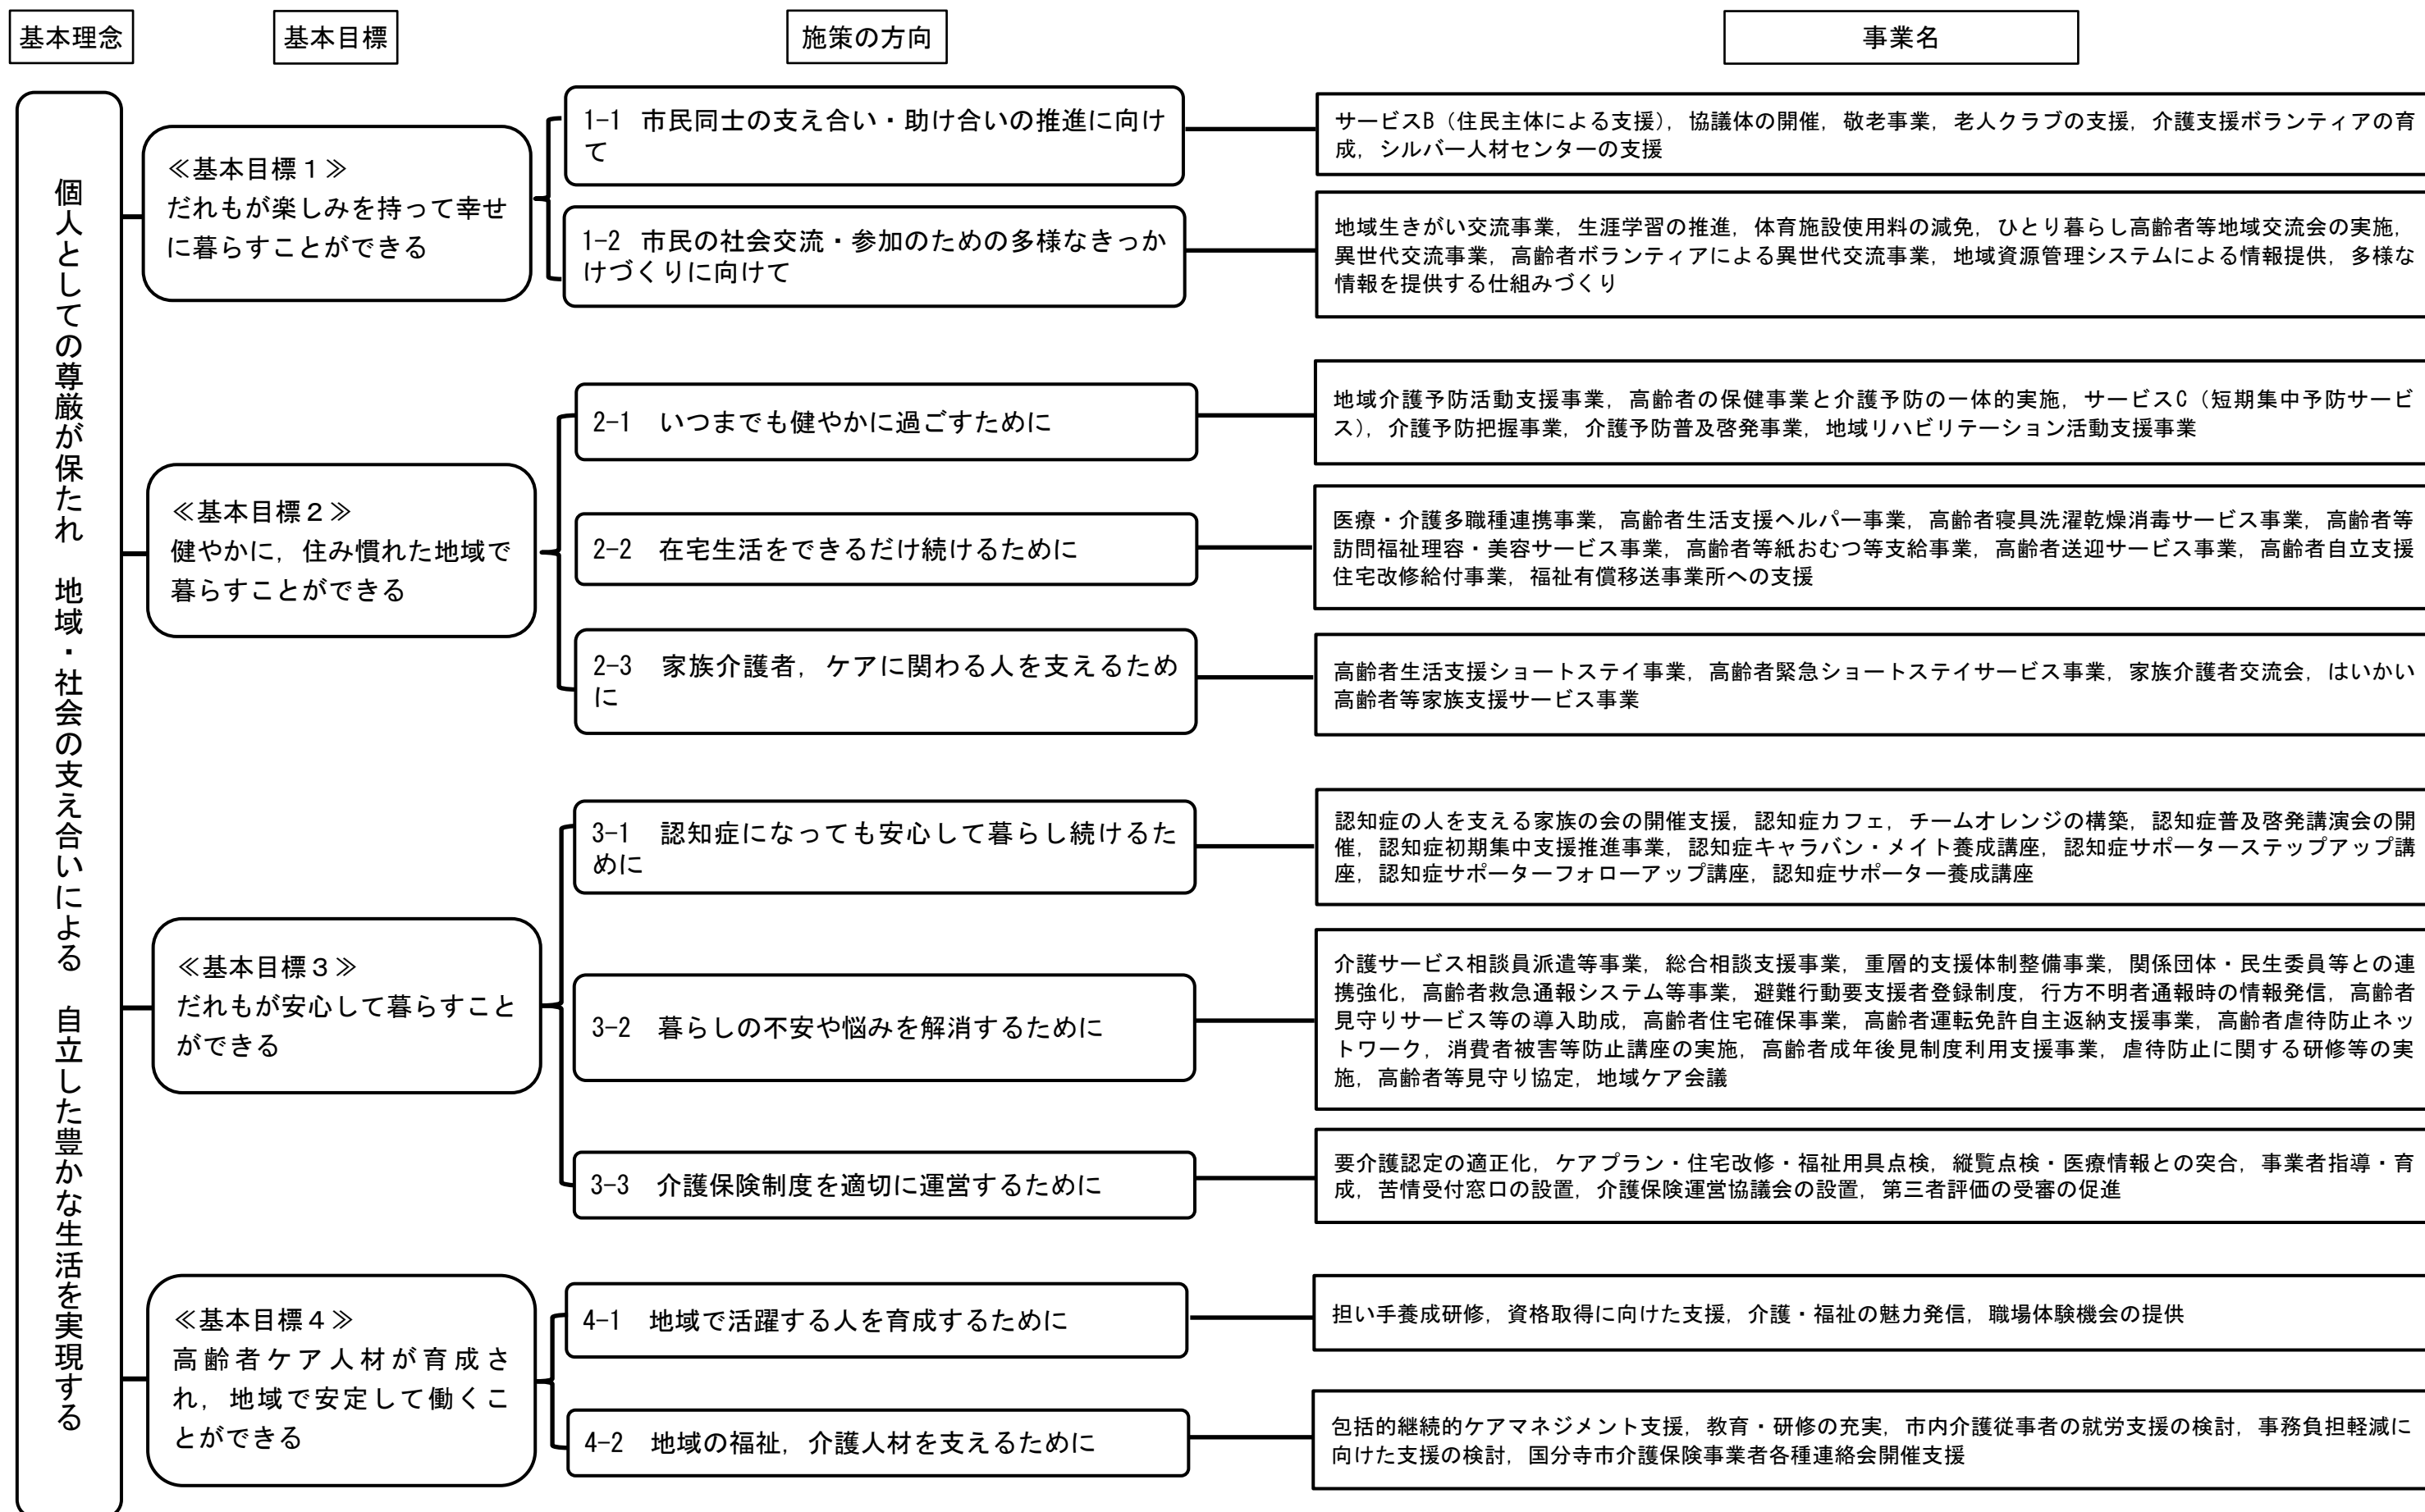 基本理念
基本目標
施策の方向
事業名
個人としての尊厳が保たれ　地域・社会の支え合いによる　自立した豊かな生活を実現する
≪基本目標１≫
だれもが楽しみを持って幸せ
に暮らすことができる
1-1 市民同士の支え合い・助け合いの推進に向け
て
サービスB（住民主体による支援），協議体の開催，敬老事業，老人クラブの支援，介護支援ボランティアの育
成，シルバー人材センターの支援
1-2 市民の社会交流・参加のための多様なきっか
けづくりに向けて
地域生きがい交流事業，生涯学習の推進，体育施設使用料の減免，ひとり暮らし高齢者等地域交流会の実施，
異世代交流事業，高齢者ボランティアによる異世代交流事業，地域資源管理システムによる情報提供，多様な
情報を提供する仕組みづくり
≪基本目標２≫
健やかに，住み慣れた地域で
暮らすことができる
2-1　いつまでも健やかに過ごすために
地域介護予防活動支援事業，高齢者の保健事業と介護予防の一体的実施，サービスC（短期集中予防サービ
ス），介護予防把握事業，介護予防普及啓発事業，地域リハビリテーション活動支援事業
2-2　在宅生活をできるだけ続けるために
医療・介護多職種連携事業，高齢者生活支援ヘルパー事業，高齢者寝具洗濯乾燥消毒サービス事業，高齢者等
訪問福祉理容・美容サービス事業，高齢者等紙おむつ等支給事業，高齢者送迎サービス事業，高齢者自立支援
住宅改修給付事業，福祉有償移送事業所への支援
2-3　家族介護者，ケアに関わる人を支えるため
に
高齢者生活支援ショートステイ事業，高齢者緊急ショートステイサービス事業，家族介護者交流会，はいかい
高齢者等家族支援サービス事業
≪基本目標３≫
だれもが安心して暮らすこと
ができる
3-1　認知症になっても安心して暮らし続けるた
めに
認知症の人を支える家族の会の開催支援，認知症カフェ，チームオレンジの構築，認知症普及啓発講演会の開
催，認知症初期集中支援推進事業，認知症キャラバン・メイト養成講座，認知症サポーターステップアップ講
座，認知症サポーターフォローアップ講座，認知症サポーター養成講座
3-2　暮らしの不安や悩みを解消するために
介護サービス相談員派遣等事業，総合相談支援事業，重層的支援体制整備事業，関係団体・民生委員等との連
携強化，高齢者救急通報システム等事業，避難行動要支援者登録制度，行方不明者通報時の情報発信，高齢者
見守りサービス等の導入助成，高齢者住宅確保事業，高齢者運転免許自主返納支援事業，高齢者虐待防止ネッ
トワーク，消費者被害等防止講座の実施，高齢者成年後見制度利用支援事業，虐待防止に関する研修等の実
施，高齢者等見守り協定，地域ケア会議
3-3　介護保険制度を適切に運営するために
要介護認定の適正化，ケアプラン・住宅改修・福祉用具点検，縦覧点検・医療情報との突合，事業者指導・育
成，苦情受付窓口の設置，介護保険運営協議会の設置，第三者評価の受審の促進
≪基本目標４≫
高齢者ケア人材が育成さ
れ，地域で安定して働くこ
とができる
4-1　地域で活躍する人を育成するために
担い手養成研修，資格取得に向けた支援，介護・福祉の魅力発信，職場体験機会の提供
4-2　地域の福祉，介護人材を支えるために
包括的継続的ケアマネジメント支援，教育・研修の充実，市内介護従事者の就労支援の検討，事務負担軽減に
向けた支援の検討，国分寺市介護保険事業者各種連絡会開催支援